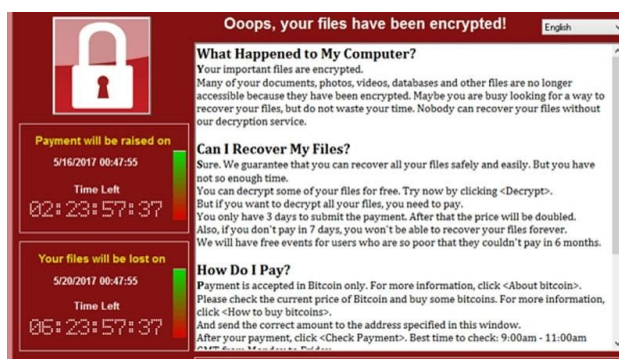 Ooops, your files have been encrypted!
English
What Happened to My Computer?
Your important files are encrypted.
Many of your documents, photos, videos, databases and other files are no longer
accessible because they have been encrypted. Maybe you are busy looking for a way to
recover your files, but do not waste your time. Nobody can recover your files without
our decryption service.
Can I Recover My Files?
Sure. We guarantee that you can recover all your files safely and easily. But you have
not so enough time.
You can decrypt some of your files for free. Try now by clicking <Decrypt>.
But if you want to decrypt all your files, you need to pay.
You only have 3 days to submit the payment. After that the price will be doubled.
Also, if you don't pay in 7 days, you won't be able to recover your files forever.
We will have free events for users who are so poor that they couldn't pay in 6 months.
How Do I Pay?
Payment is accepted in Bitcoin only. For more information, click <About bitcoin>.
Please check the current price of Bitcoin and buy some bitcoins. For more information,
click <How to buy bitcoins>.
And send the correct amount to the address specified in this window.
After your payment, click <Check Payment>. Best time to check: 9:00am - 11:00am
GMT from Monday to Friday
Payment will be raised on
5/16/2017 00:47:55
Time Left
02:23:57:37
Your files will be lost on
5/20/2017 00:47:55
Time Left
06:23:57:37